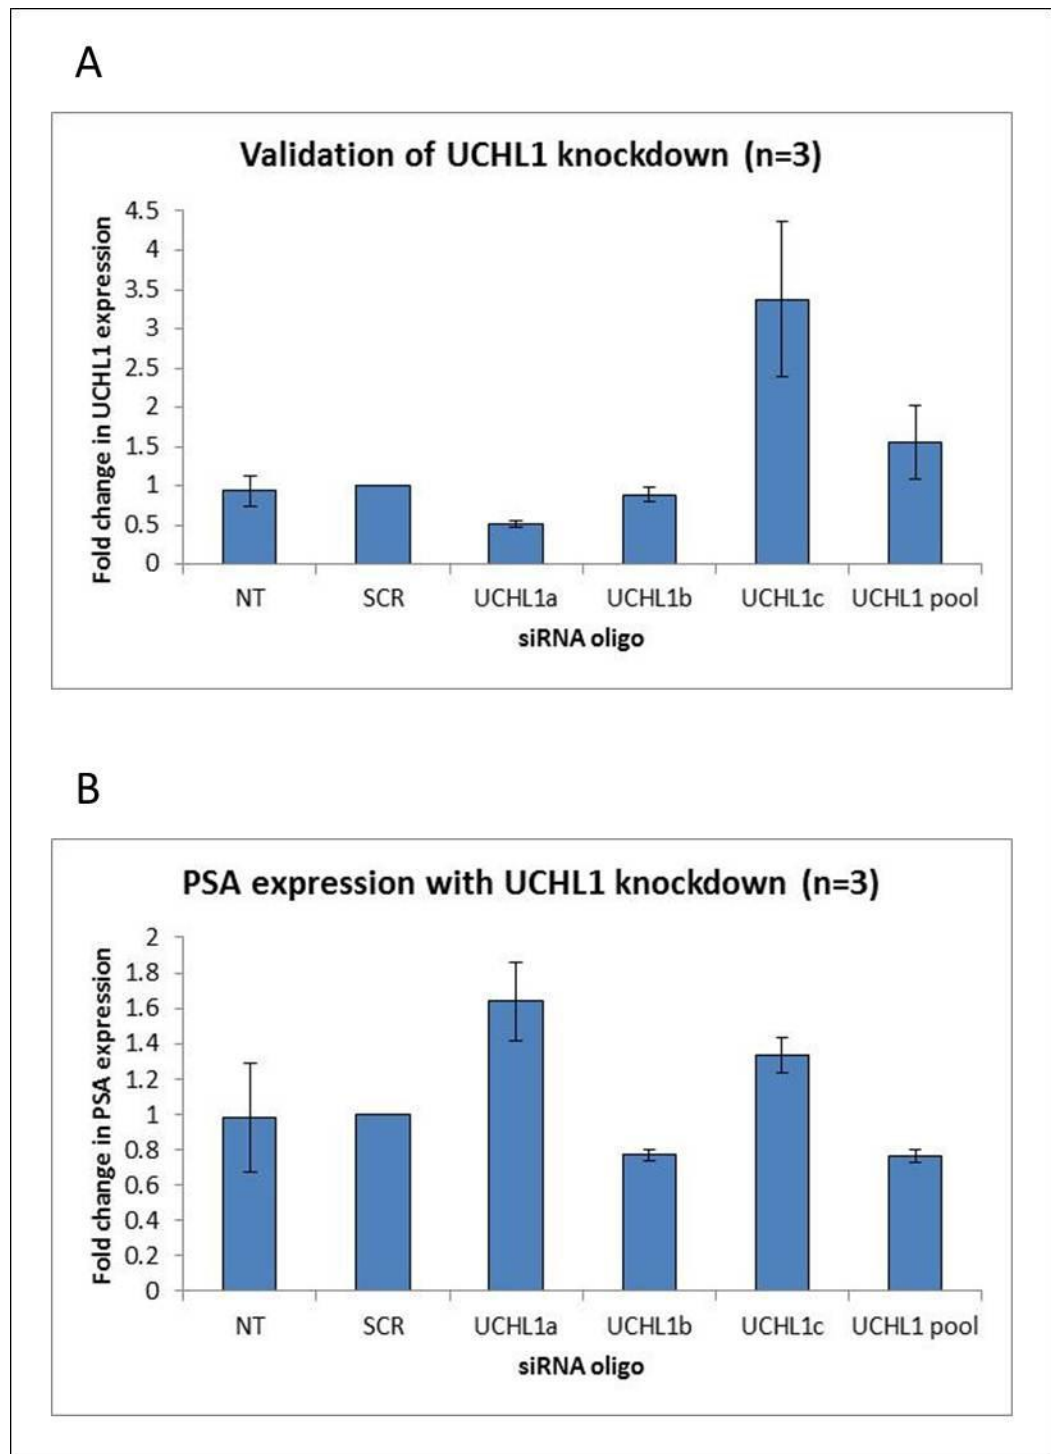 A
Validation of UCHL1 knockdown (n=3)
Fold change in UCHL1 expression
4.5
4
3.5
3
2.5
2
1.5
1
0.5
0
NT SCR UCHL1a UCHL1b UCHL1c UCHL1 pool
siRNA oligo
B
PSA expression with UCHL1 knockdown (n=3)
Fold change in PSA expression
2
1.8
1.6
1.4
1.2
1
0.8
0.6
0.4
0.2
0
NT SCR UCHL1a UCHL1b UCHL1c UCHL1 pool
siRNA oligo